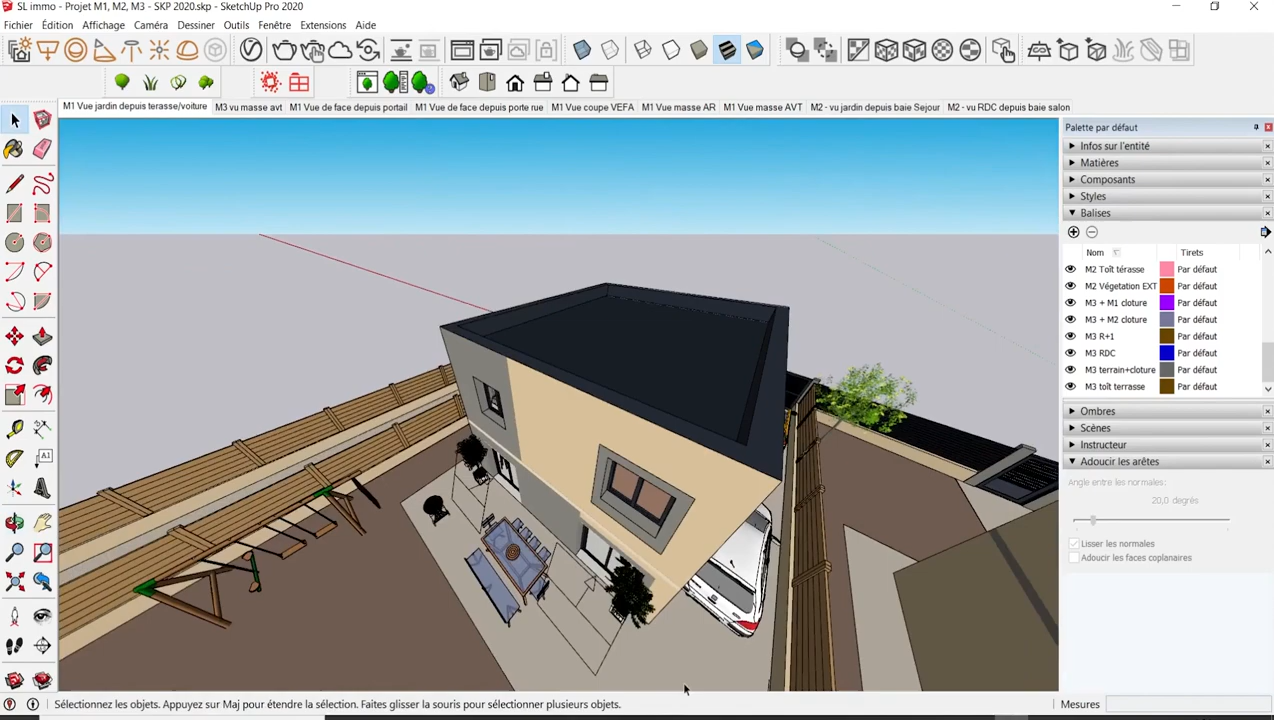 SL immo - Projet M1, M2, M3 - SKP 2020.skp - SketchUp Pro 2020
Fichier Édition Affichage Caméra Dessiner Outils Fenêtre Extensions Aide
M1 Vue jardin depuis terasse/voiture M3 vu masse avt M1 Vue de face depuis portail M1 Vue de face depuis porte rue M1 Vue coupe VEFA M1 Vue masse AR M1 Vue masse AVT M2 - vu jardin depuis baie Sejour M2 - vu RDC depuis baie salon
Palette par défaut
Infos sur l'entité
Matières
Composants
Styles
Balises
Nom Tirets
M2 Toît térasse Par défaut
M2 Végetation EXT Par défaut
M3 + M1 cloture Par défaut
M3 + M2 cloture Par défaut
M3 R+1 Par défaut
M3 RDC Par défaut
M3 terrain+cloture Par défaut
M3 toît terrasse Par défaut
Ombres
Scènes
Instructeur
Adoucir les arêtes
Angle entre les normales:
20,0 degrés
Lisser les normales
Adoucir les faces coplanaires
A1
Sélectionnez les objets. Appuyez sur Maj pour étendre la sélection. Faites glisser la souris pour sélectionner plusieurs objets.
Mesures